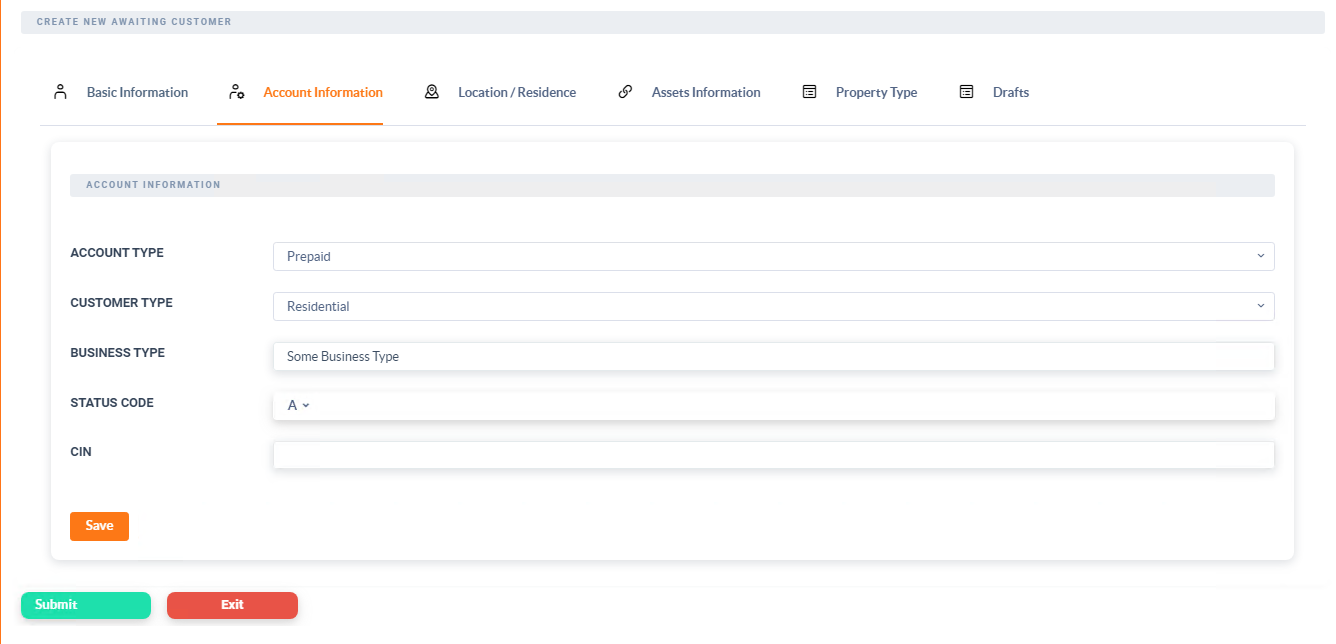 CREATE NEW AWAITING CUSTOMER
Basic Information Account Information Location / Residence Assets Information Property Type Drafts
ACCOUNT INFORMATION
ACCOUNT TYPE Prepaid
CUSTOMER TYPE Residential
BUSINESS TYPE Some Business Type
STATUS CODE A
CIN
Save
Submit Exit